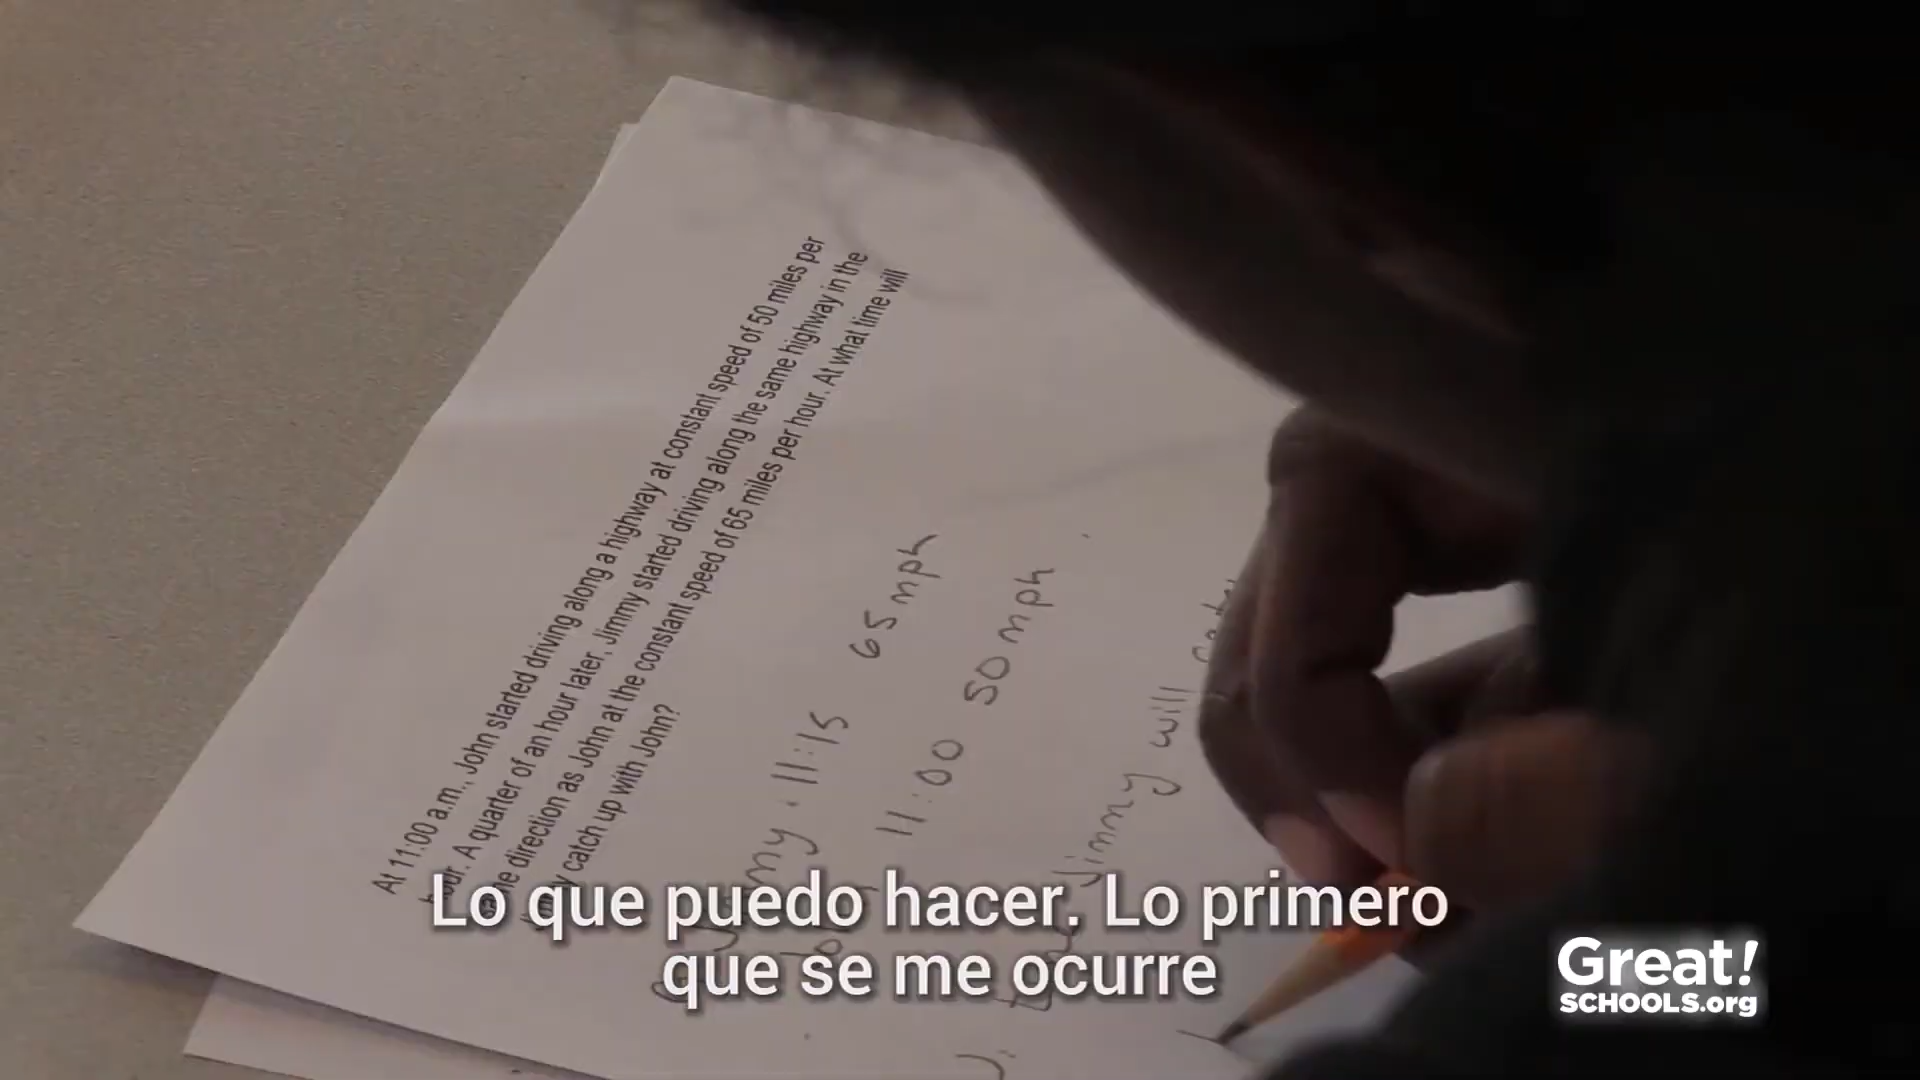 At 11:00 a.m., John started driving along a highway at constant speed of 50 miles per
hour. A quarter of an hour later, Jimmy started driving along the same highway in the
same direction as John at the constant speed of 65 miles per hour. At what time will
catch up with John?
11:15 65 mph
11:00 50 mph
Jimmy will
Lo que puedo hacer. Lo primero
que se me ocurre
Great!
SCHOOLS.org